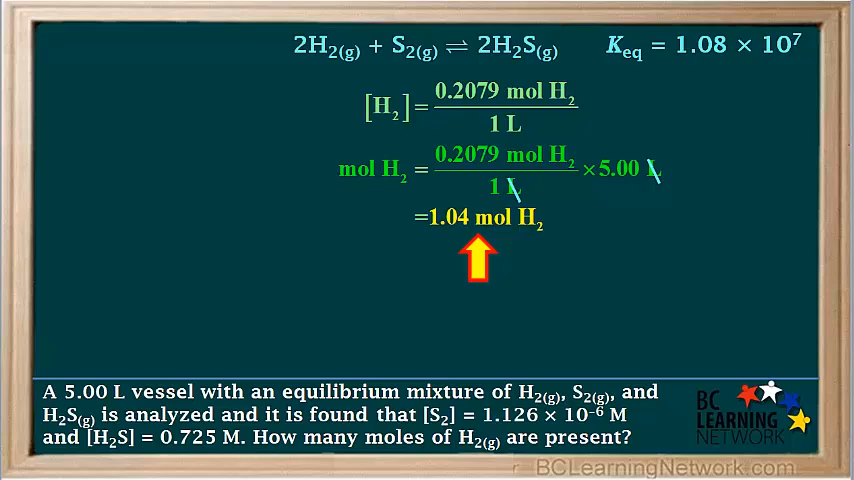 2H₂(g) + S₂(g) ⇌ 2H₂S(g) Keq = 1.08 × 10⁷
[H₂] = 0.2079 mol H₂ / 1 L
mol H₂ = 0.2079 mol H₂ / 1 L × 5.00 L
=1.04 mol H₂
A 5.00 L vessel with an equilibrium mixture of H₂(g), S₂(g), and
H₂S(g) is analyzed and it is found that [S₂] = 1.126 × 10⁻⁶ M
and [H₂S] = 0.725 M. How many moles of H₂(g) are present?
BC
LEARNING
NETWORK
BCLearningNetwork.com